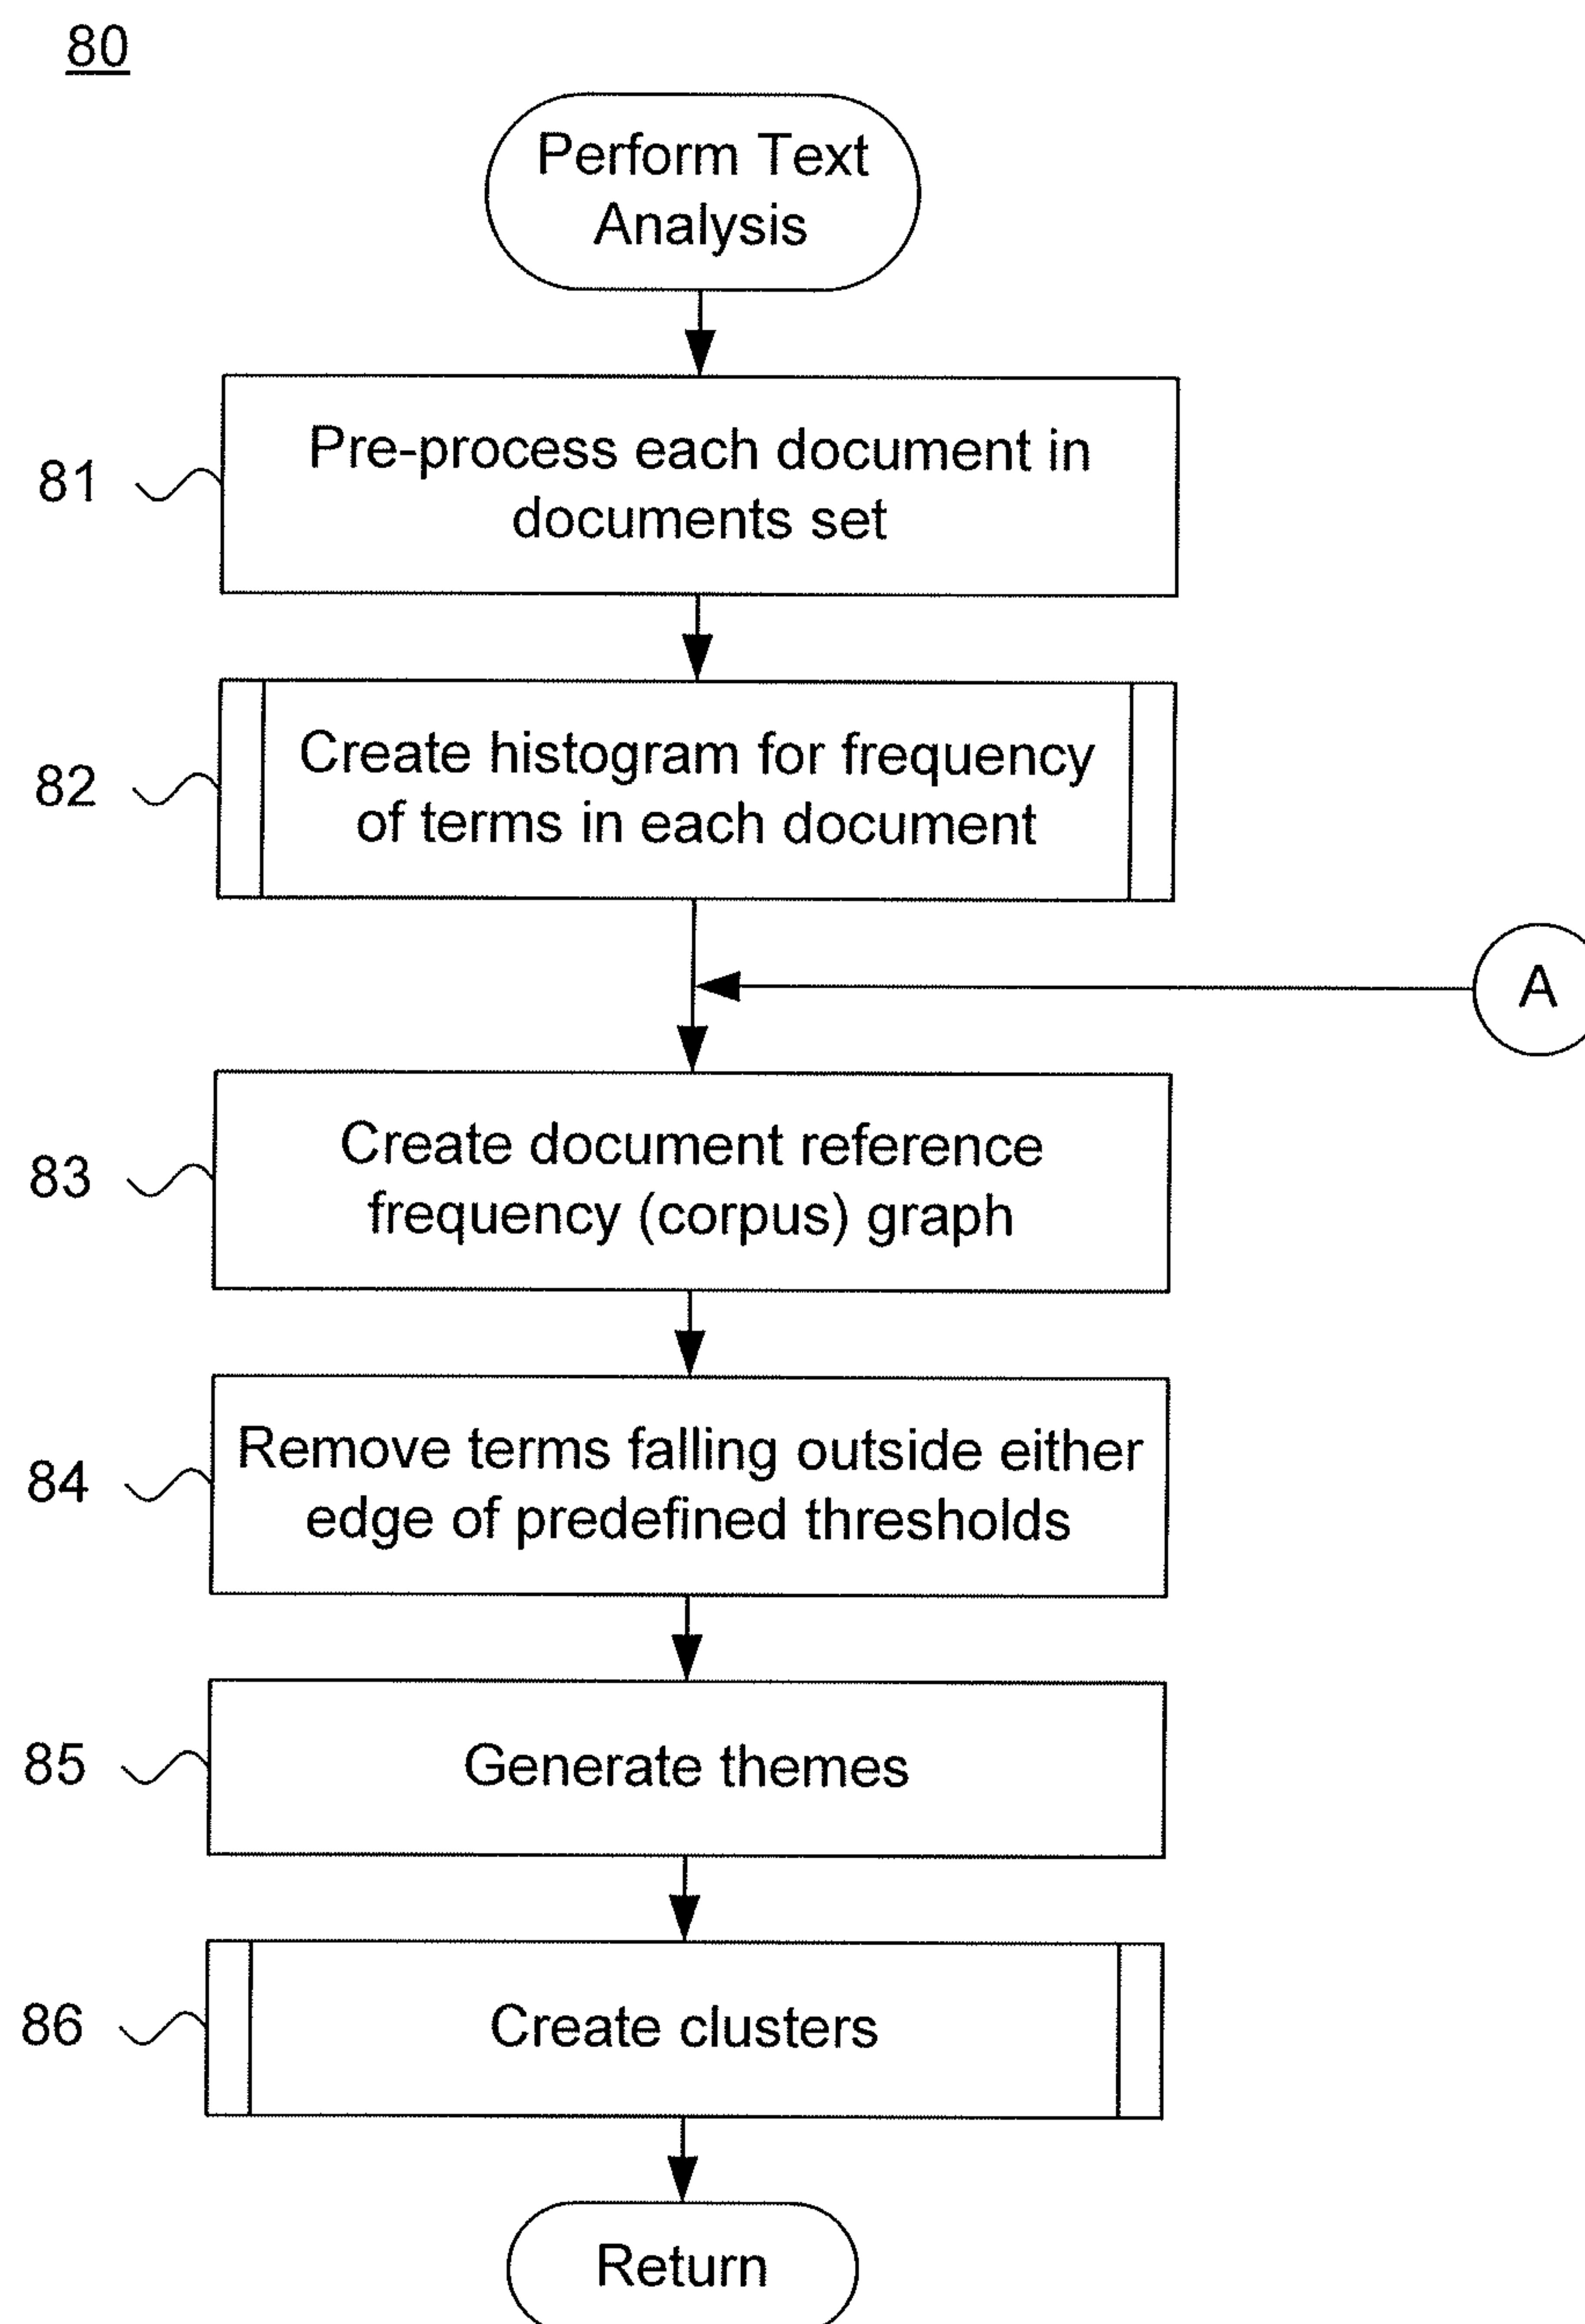 80
Perform Text
Analysis
81
Pre-process each document in
documents set
82
Create histogram for frequency
of terms in each document
A
83
Create document reference
frequency (corpus) graph
84
Remove terms falling outside either
edge of predefined thresholds
85
Generate themes
86
Create clusters
Return